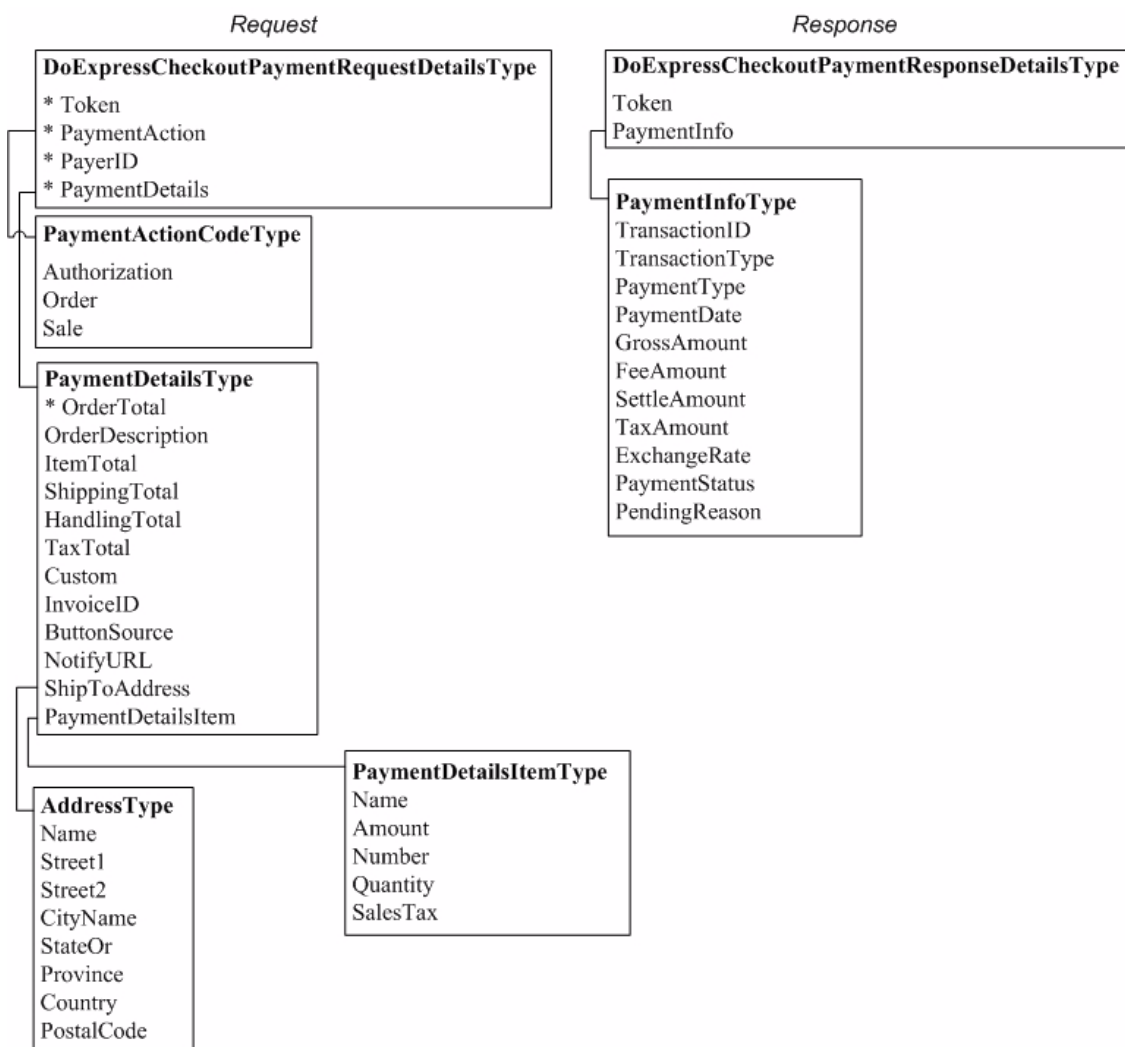 Request
DoExpressCheckoutPaymentRequestDetailsType
* Token
* PaymentAction
* PayerID
* PaymentDetails
PaymentActionCodeType
Authorization
Order
Sale
PaymentDetailsType
* OrderTotal
OrderDescription
ItemTotal
ShippingTotal
HandlingTotal
TaxTotal
Custom
InvoiceID
ButtonSource
NotifyURL
ShipToAddress
PaymentDetailsItem
AddressType
Name
Street1
Street2
CityName
StateOr
Province
Country
PostalCode
PaymentDetailsItemType
Name
Amount
Number
Quantity
SalesTax
Response
DoExpressCheckoutPaymentResponseDetailsType
Token
PaymentInfo
PaymentInfoType
TransactionID
TransactionType
PaymentType
PaymentDate
GrossAmount
FeeAmount
SettleAmount
TaxAmount
ExchangeRate
PaymentStatus
PendingReason